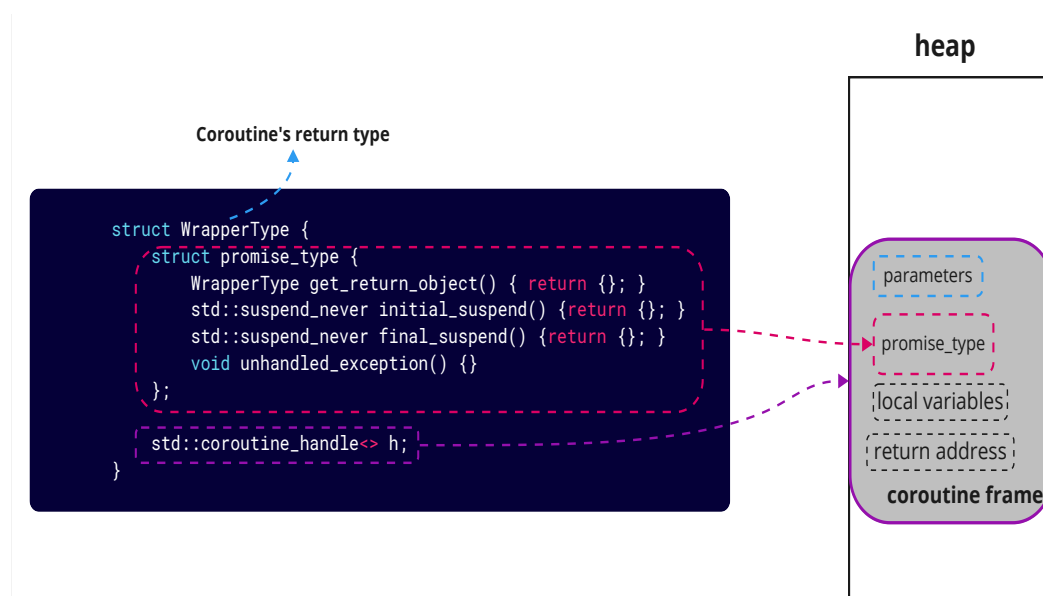 heap
Coroutine's return type
struct WrapperType {
struct promise_type {
WrapperType get_return_object() { return {}; }
std::suspend_never initial_suspend() {return {}; }
std::suspend_never final_suspend() {return {}; }
void unhandled_exception() {}
};
std::coroutine_handle<> h;
}
parameters
promise_type
local variables
return address
coroutine frame